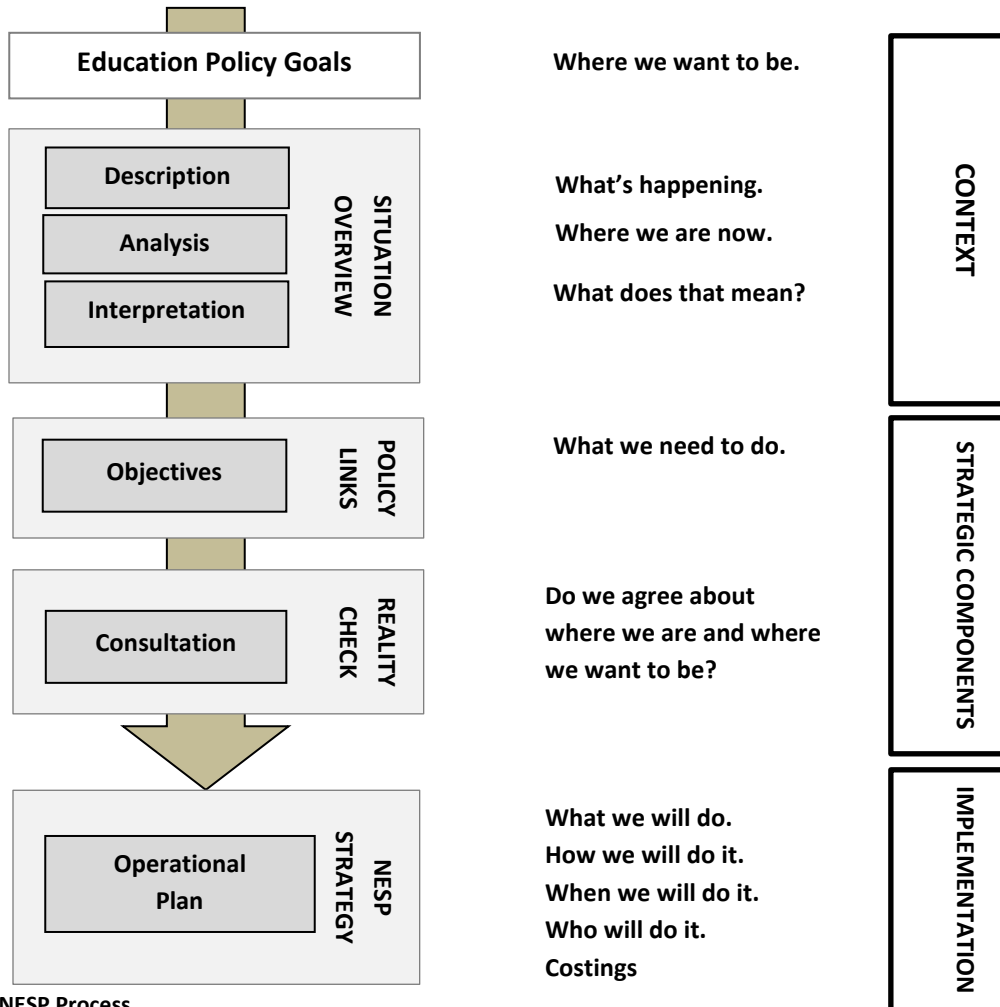 Education Policy Goals
Where we want to be.
Description
Analysis
Interpretation
SITUATION
OVERVIEW
What’s happening.
Where we are now.
What does that mean?
CONTEXT
Objectives
POLICY
LINKS
What we need to do.
Consultation
REALITY
CHECK
Do we agree about
where we are and where
we want to be?
STRATEGIC COMPONENTS
Operational
Plan
NESP
STRATEGY
What we will do.
How we will do it.
When we will do it.
Who will do it.
Costings
IMPLEMENTATION
NESP Process